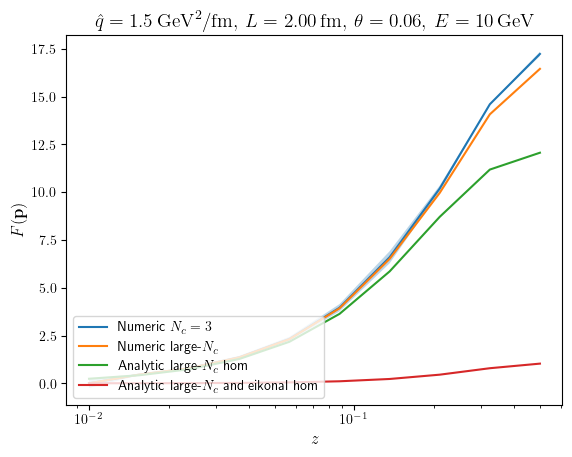 q̂ = 1.5 GeV²/fm, L = 2.00 fm, θ = 0.06, E = 10 GeV
17.5
15.0
12.5
10.0
7.5
5.0
2.5
0.0
F(p)
Numeric N_c = 3
Numeric large-N_c
Analytic large-N_c hom
Analytic large-N_c and eikonal hom
10⁻²
10⁻¹
z